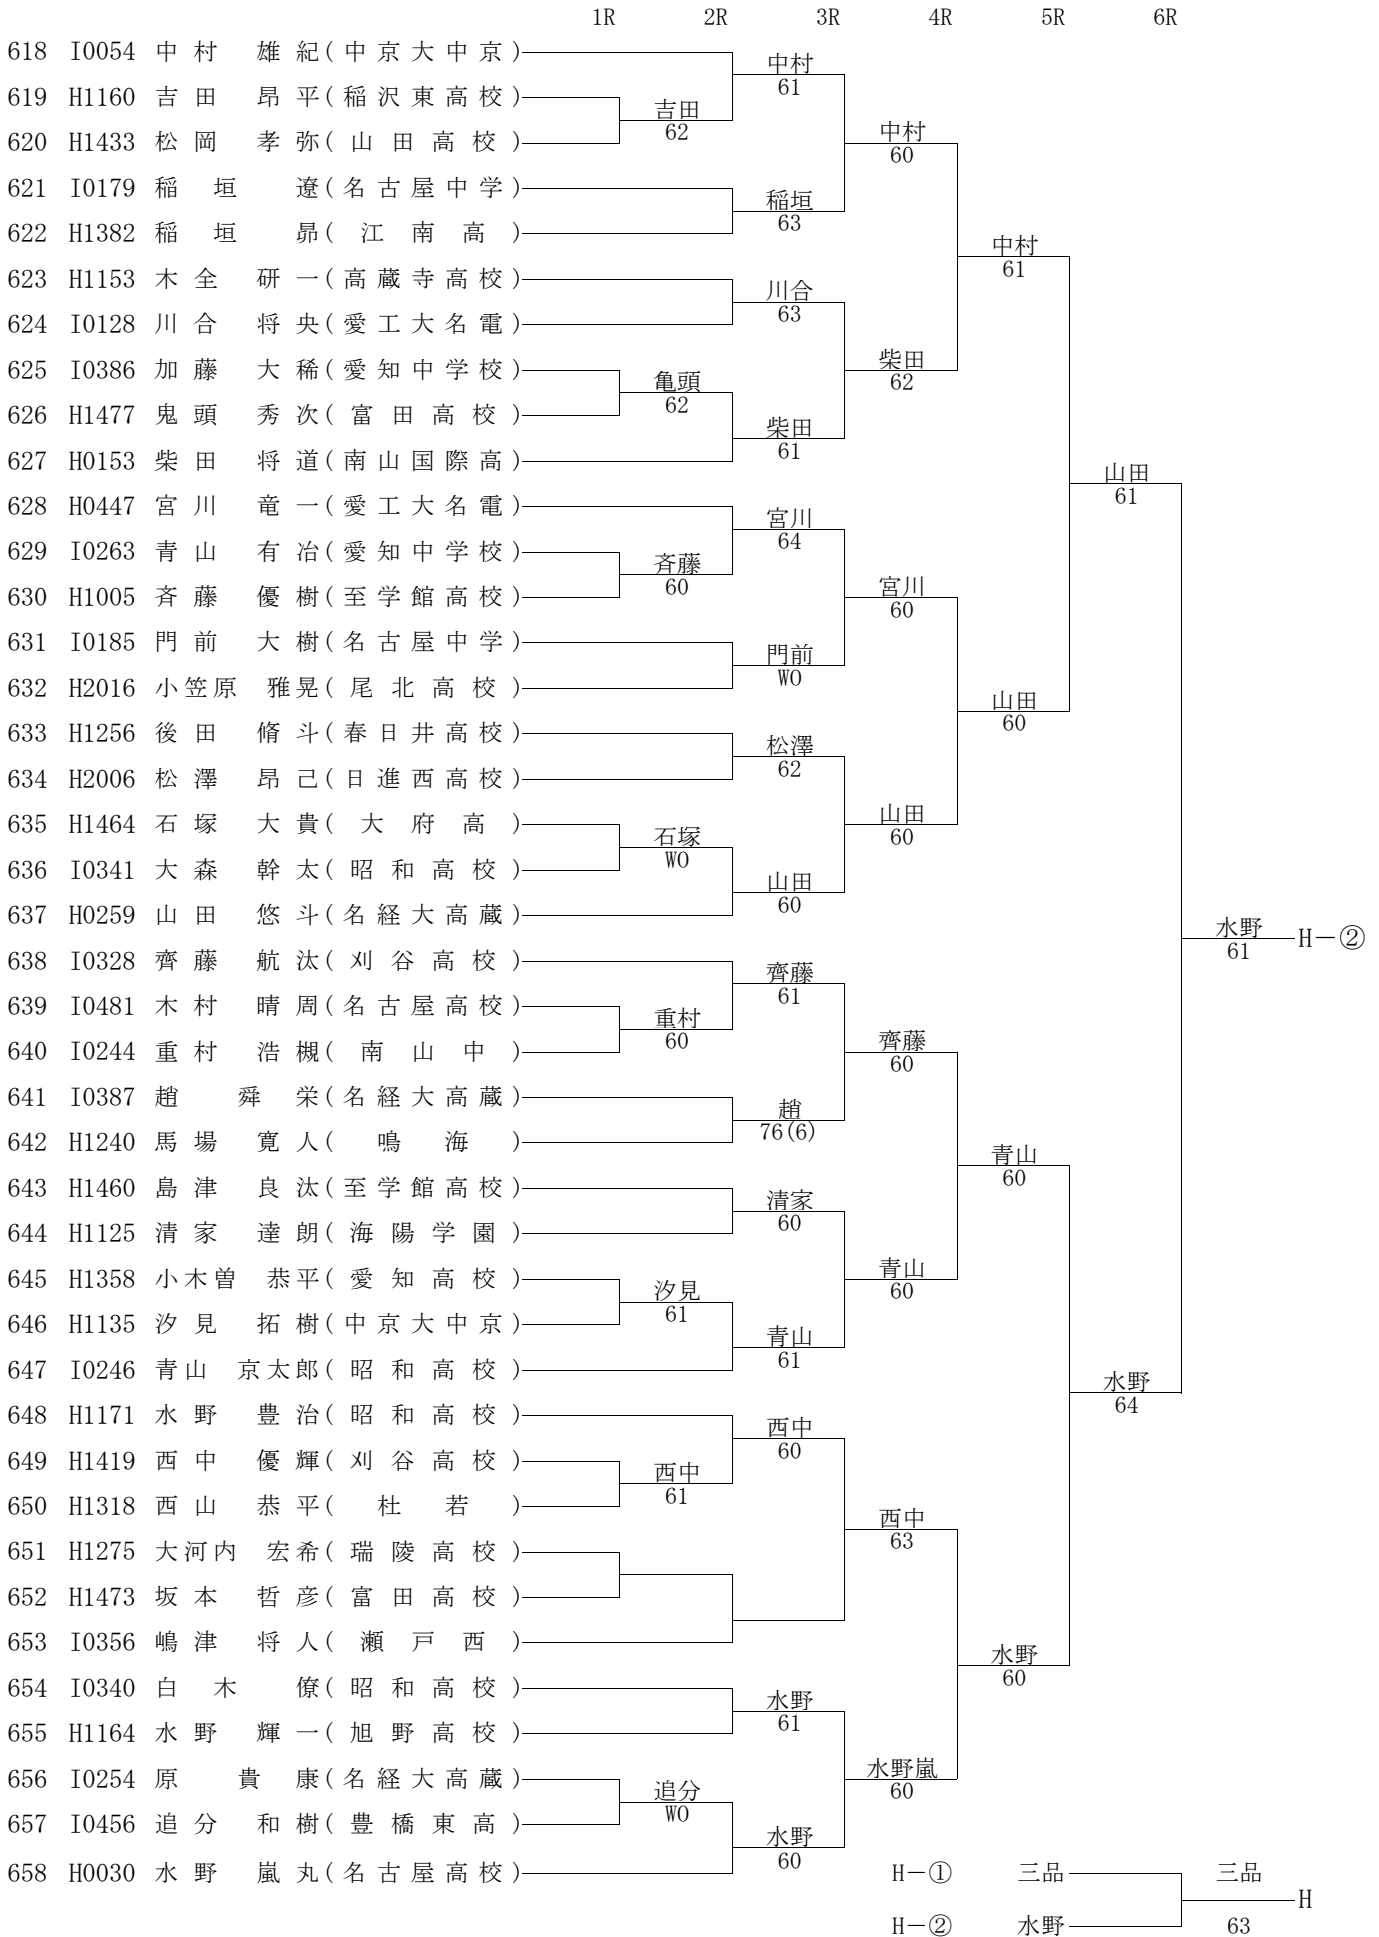 1R 2R 3R 4R 5R 6R
618 I0054 中村 雄紀(中京大中京)
中村
61
619 H1160 吉田 昂平(稲沢東高校)
吉田
62
620 H1433 松岡 孝弥(山田高校)
中村
60
621 I0179 稲垣 遼(名古屋中学)
稲垣
63
622 H1382 稲垣 昴(江南高)
中村
61
623 H1153 木全 研一(高蔵寺高校)
川合
63
624 I0128 川合 将央(愛工大名電)
柴田
62
625 I0386 加藤 大稀(愛知中学校)
亀頭
62
626 H1477 鬼頭 秀次(富田高校)
柴田
61
627 H0153 柴田 将道(南山国際高)
山田
61
628 H0447 宮川 竜一(愛工大名電)
宮川
64
629 I0263 青山 有冶(愛知中学校)
斉藤
60
630 H1005 斉藤 優樹(至学館高校)
宮川
60
631 I0185 門前 大樹(名古屋中学)
門前
WO
632 H2016 小笠原 雅晃(尾北高校)
山田
60
633 H1256 後田 脩斗(春日井高校)
松澤
62
634 H2006 松澤 昂己(日進西高校)
山田
60
635 H1464 石塚 大貴(大府高)
石塚
WO
636 I0341 大森 幹太(昭和高校)
山田
60
637 H0259 山田 悠斗(名経大高蔵)
水野
61
H－②
638 I0328 齊藤 航汰(刈谷高校)
齊藤
61
639 I0481 木村 晴周(名古屋高校)
重村
60
640 I0244 重村 浩槻(南山中)
齊藤
60
641 I0387 趙 舜栄(名経大高蔵)
趙
76(6)
642 H1240 馬場 寛人(鳴海)
青山
60
643 H1460 島津 良汰(至学館高校)
清家
60
644 H1125 清家 達朗(海陽学園)
青山
60
645 H1358 小木曽 恭平(愛知高校)
汐見
61
646 H1135 汐見 拓樹(中京大中京)
青山
61
647 I0246 青山 京太郎(昭和高校)
水野
64
648 H1171 水野 豊治(昭和高校)
西中
60
649 H1419 西中 優輝(刈谷高校)
西中
61
650 H1318 西山 恭平(杜若)
西中
63
651 H1275 大河内 宏希(瑞陵高校)
652 H1473 坂本 哲彦(富田高校)
653 I0356 嶋津 将人(瀬戸西)
水野
60
654 I0340 白木 僚(昭和高校)
水野
61
655 H1164 水野 輝一(旭野高校)
水野嵐
60
656 I0254 原 貴康(名経大高蔵)
追分
WO
657 I0456 追分 和樹(豊橋東高)
水野
60
658 H0030 水野 嵐丸(名古屋高校)
H－① 三品 三品
H
H－② 水野 63